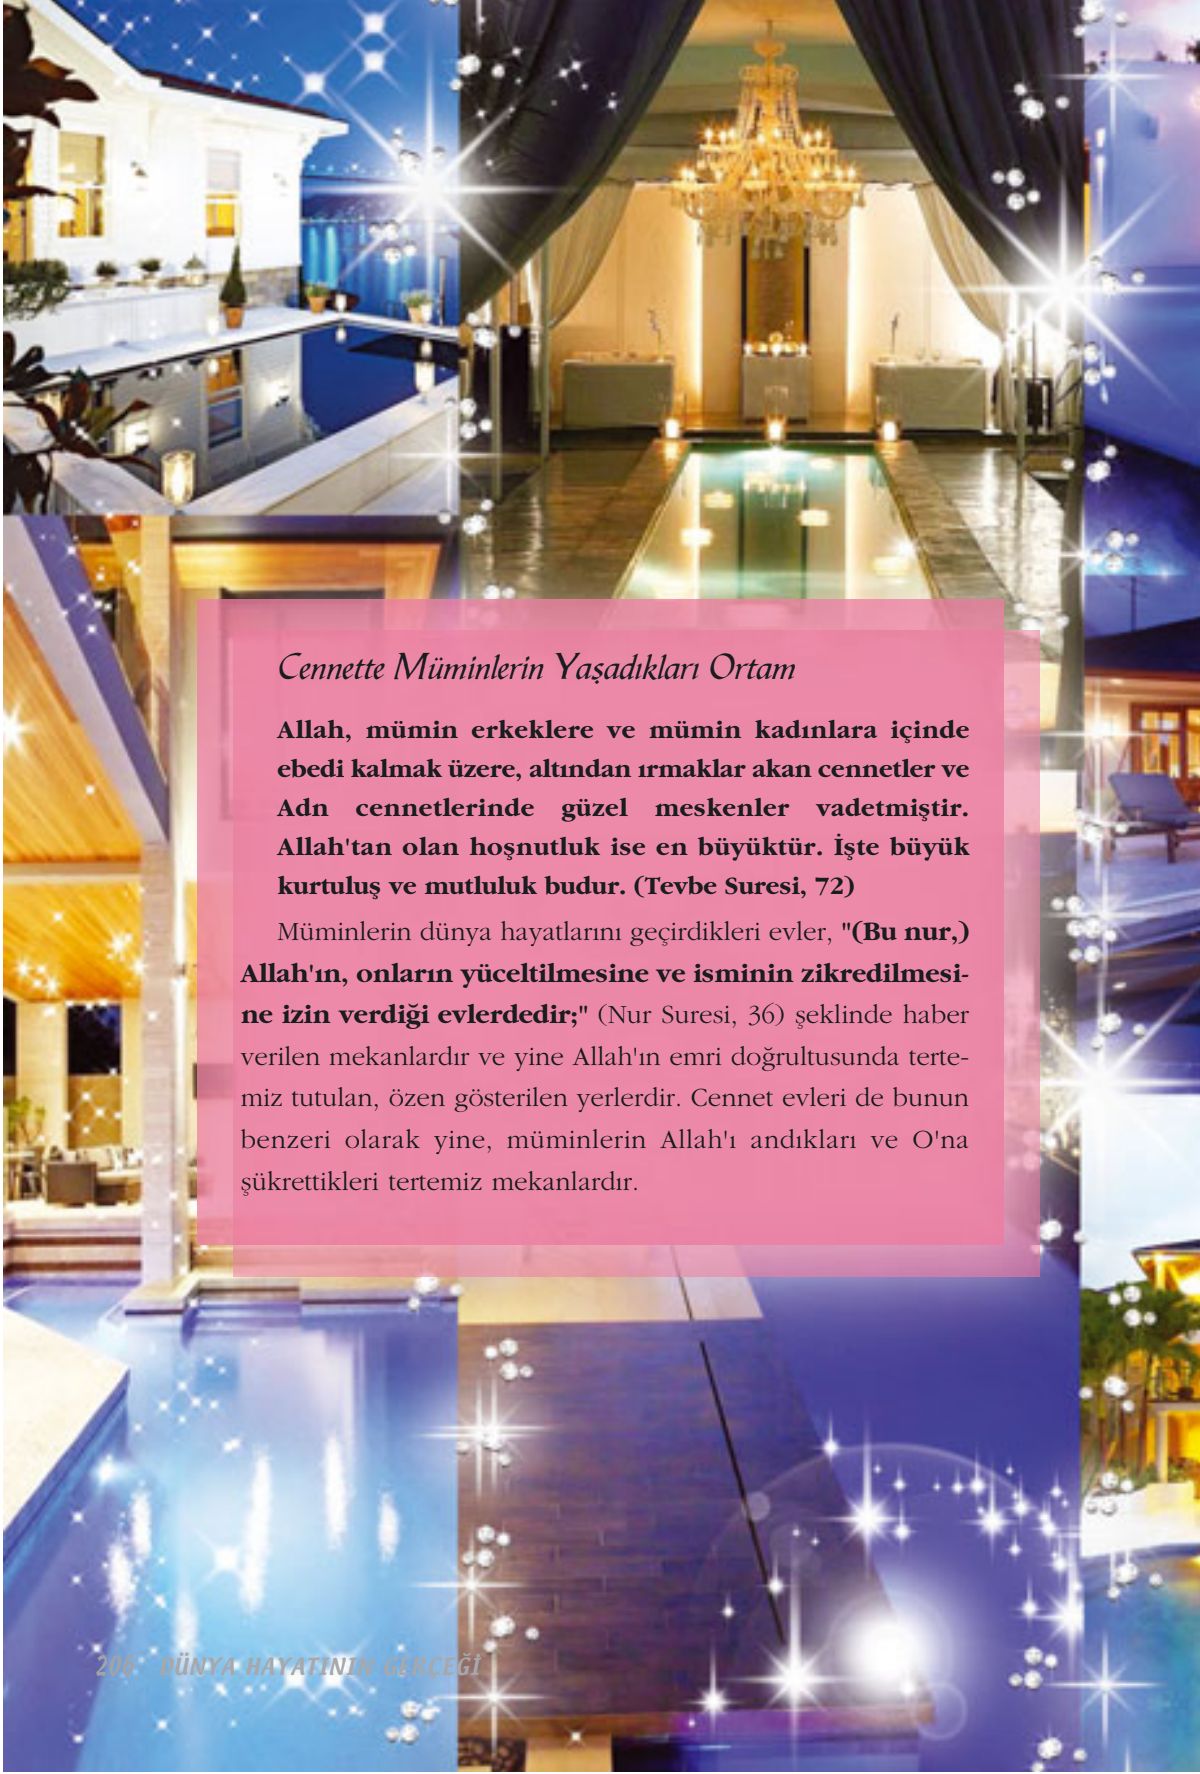 Cennette Müminlerin Yaşadıkları Ortam
Allah, mümin erkeklere ve mümin kadınlara içinde
ebedi kalmak üzere, altından ırmaklar akan cennetler ve
Adn cennetlerinde güzel meskenler vadetmiştir.
Allah'tan olan hoşnutluk ise en büyüktür. İşte büyük
kurtuluş ve mutluluk budur. (Tevbe Suresi, 72)
Müminlerin dünya hayatlarını geçirdikleri evler, "(Bu nur,)
Allah'ın, onların yüceltilmesine ve isminin zikredilmesi-
ne izin verdiği evlerdedir;" (Nur Suresi, 36) şeklinde haber
verilen mekanlardır ve yine Allah'ın emri doğrultusunda terte-
miz tutulan, özen gösterilen yerlerdir. Cennet evleri de bunun
benzeri olarak yine, müminlerin Allah'ı andıkları ve O'na
şükrettikleri tertemiz mekanlardır.
206 DÜNYA HAYATININ GERÇEĞİ